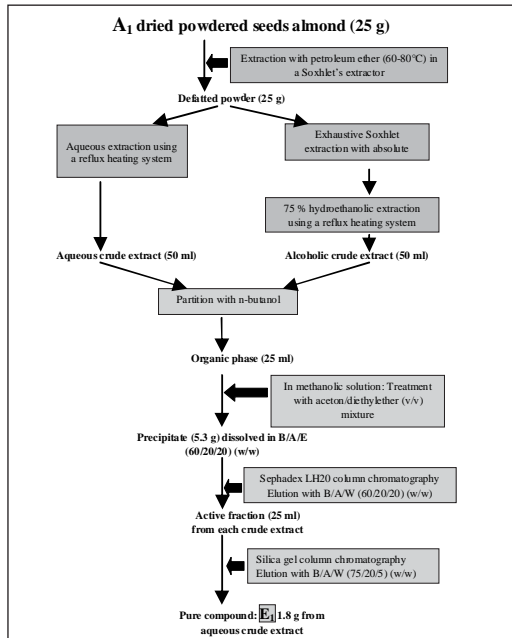 A1 dried powdered seeds almond (25 g)
Extraction with petroleum ether (60-80°C) in
a Soxhlet's extractor
Defatted powder (25 g)
Aqueous extraction using
a reflux heating system
Exhaustive Soxhlet
extraction with absolute
75 % hydroethanolic extraction
using a reflux heating system
Aqueous crude extract (50 ml)
Alcoholic crude extract (50 ml)
Partition with n-butanol
Organic phase (25 ml)
In methanolic solution: Treatment
with aceton/diethylether (v/v)
mixture
Precipitate (5.3 g) dissolved in B/A/E
(60/20/20) (w/w)
Sephadex LH20 column chromatography
Elution with B/A/W (60/20/20) (w/w)
Active fraction (25 ml)
from each crude extract
Silica gel column chromatography
Elution with B/A/W (75/20/5) (w/w)
Pure compound: E1 1.8 g from
aqueous crude extract